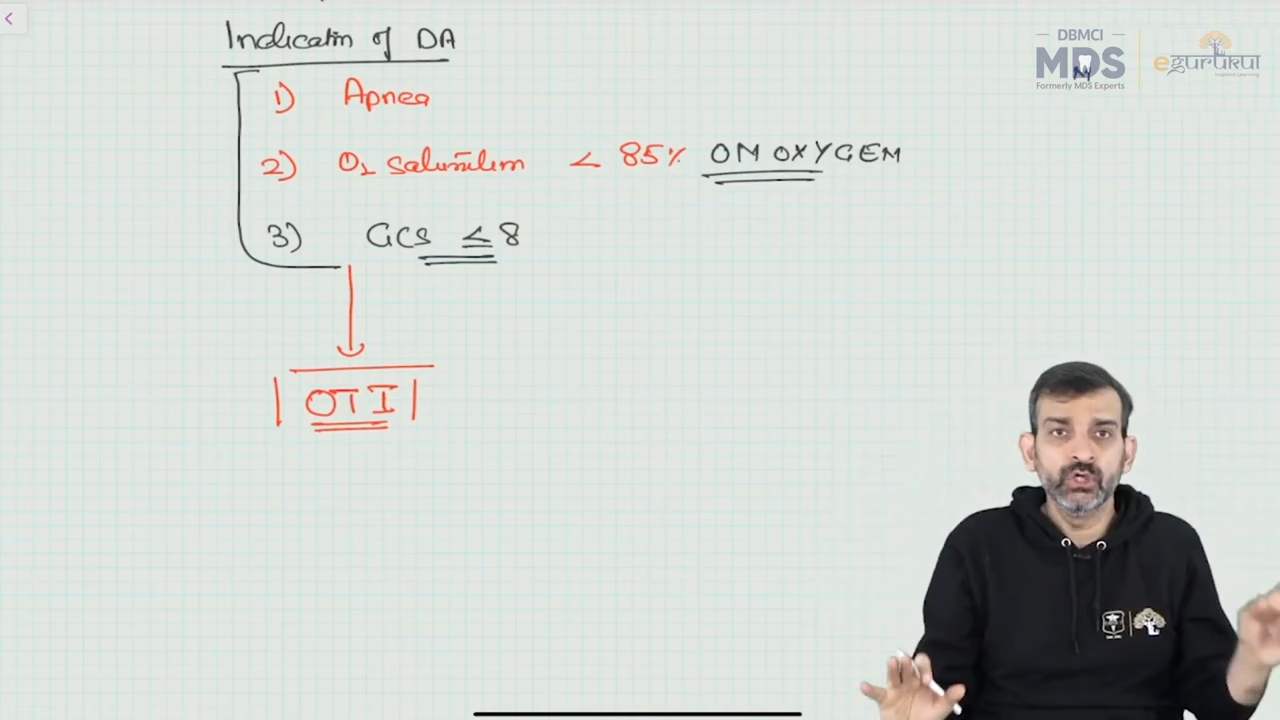 Indication of DA
1) Apnea
2) O2 saturation < 85% ON OXYGEN
3) GCS ≤ 8
OTI
DBMCI
MDS
Formerly MDS Experts
eGurukul